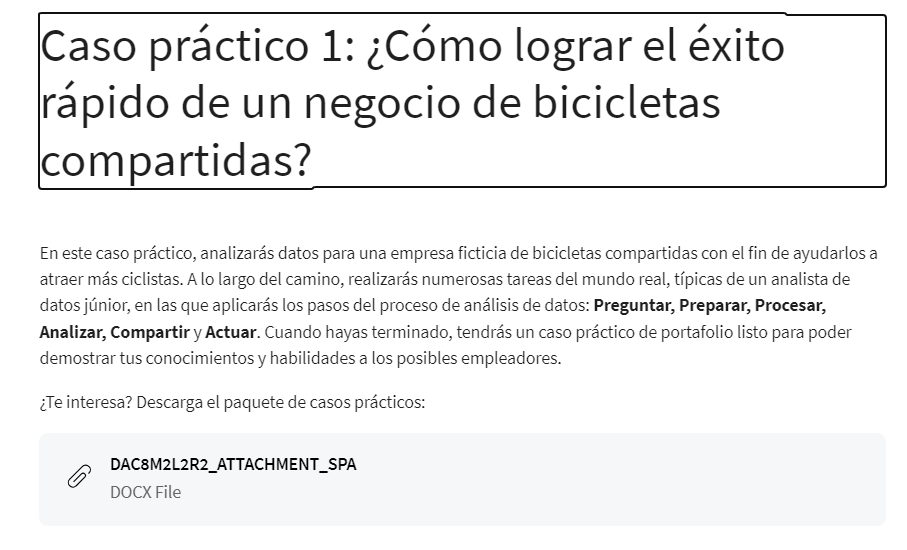 Caso práctico 1: ¿Cómo lograr el éxito
rápido de un negocio de bicicletas
compartidas?
En este caso práctico, analizarás datos para una empresa ficticia de bicicletas compartidas con el fin de ayudarlos a
atraer más ciclistas. A lo largo del camino, realizarás numerosas tareas del mundo real, típicas de un analista de
datos júnior, en las que aplicarás los pasos del proceso de análisis de datos: Preguntar, Preparar, Procesar,
Analizar, Compartir y Actuar. Cuando hayas terminado, tendrás un caso práctico de portafolio listo para poder
demostrar tus conocimientos y habilidades a los posibles empleadores.
¿Te interesa? Descarga el paquete de casos prácticos:
DAC8M2L2R2_ATTACHMENT_SPA
DOCX File